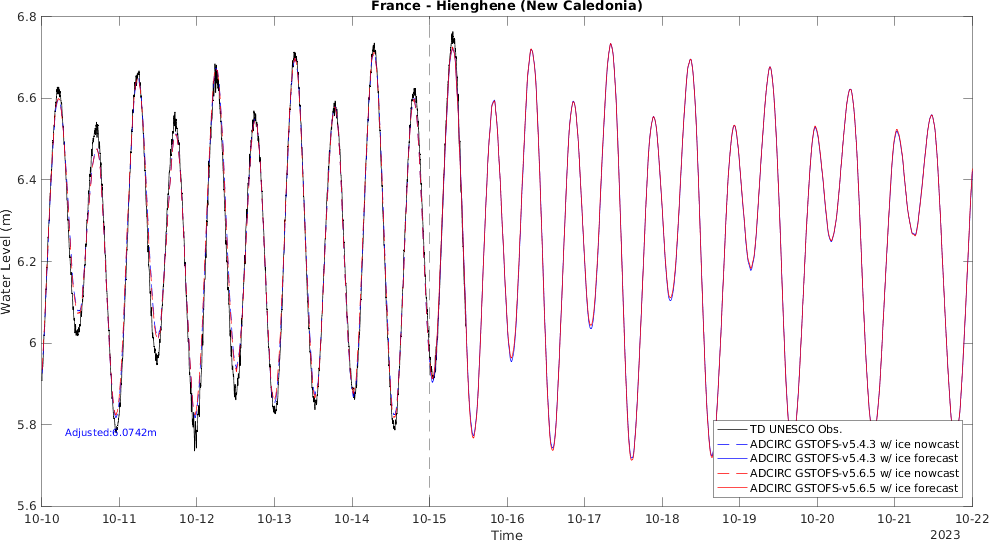 France - Hienghene (New Caledonia)
6.8
6.6
6.4
6.2
6
5.8
5.6
Water Level (m)
Adjusted:6.0742m
TD UNESCO Obs.
ADCIRC GSTOFS-v5.4.3 w/ ice nowcast
ADCIRC GSTOFS-v5.4.3 w/ ice forecast
ADCIRC GSTOFS-v5.6.5 w/ ice nowcast
ADCIRC GSTOFS-v5.6.5 w/ ice forecast
10-10 10-11 10-12 10-13 10-14 10-15 10-16 10-17 10-18 10-19 10-20 10-21 10-22
Time
2023